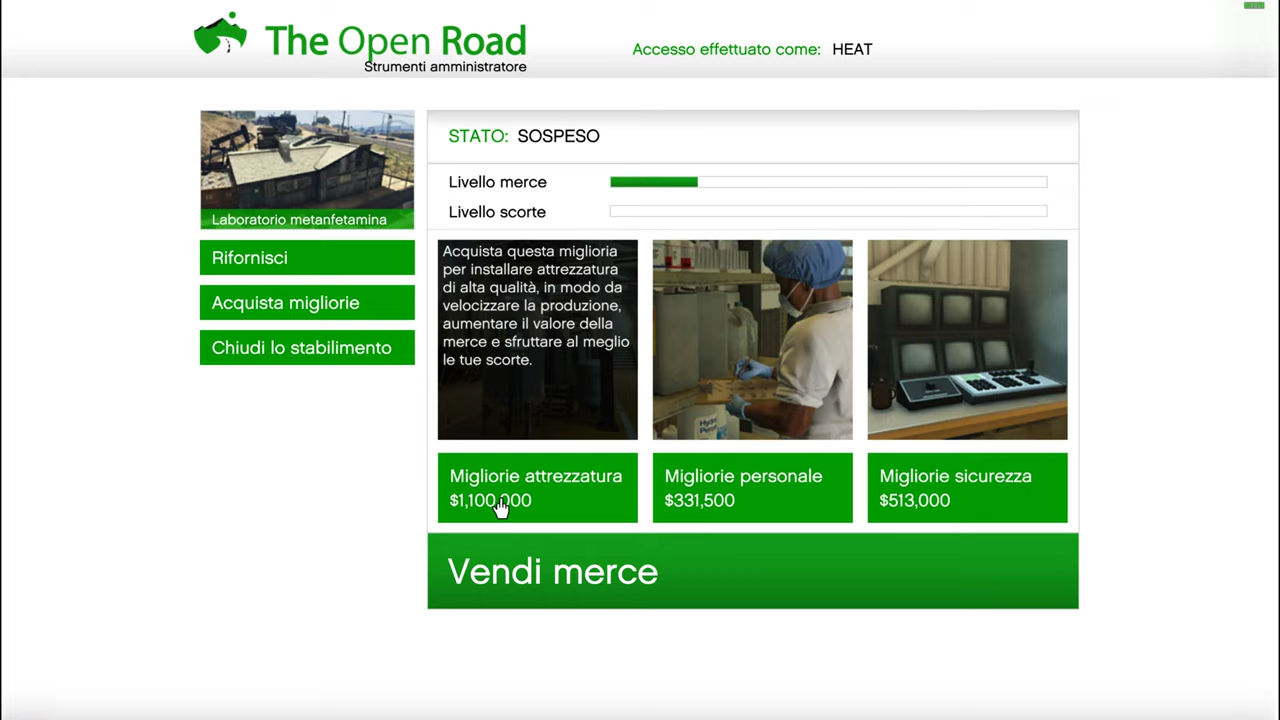 The Open Road
Strumenti amministratore
Accesso effettuato come: HEAT
Laboratorio metanfetamina
Rifornisci
Acquista migliorie
Chiudi lo stabilimento
STATO: SOSPESO
Livello merce
Livello scorte
Acquista questa miglioria
per installare attrezzatura
di alta qualità, in modo da
velocizzare la produzione,
aumentare il valore della
merce e sfruttare al meglio
le tue scorte.
Migliorie attrezzatura
$1,100,000
Migliorie personale
$331,500
Migliorie sicurezza
$513,000
Vendi merce